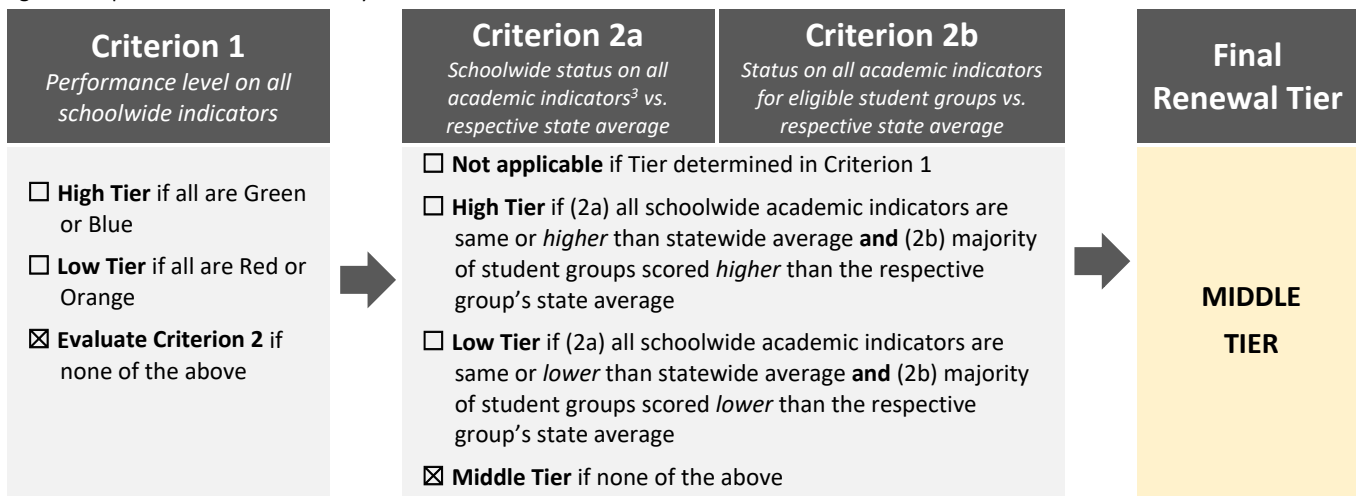 Criterion 1
Performance level on all
schoolwide indicators
Criterion 2a
Schoolwide status on all
academic indicators³ vs.
respective state average
Criterion 2b
Status on all academic indicators
for eligible student groups vs.
respective state average
Final
Renewal Tier
☐ High Tier if all are Green
or Blue
☐ Low Tier if all are Red or
Orange
☒ Evaluate Criterion 2 if
none of the above
☐ Not applicable if Tier determined in Criterion 1
☐ High Tier if (2a) all schoolwide academic indicators are
same or higher than statewide average and (2b) majority
of student groups scored higher than the respective
group's state average
☐ Low Tier if (2a) all schoolwide academic indicators are
same or lower than statewide average and (2b) majority
of student groups scored lower than the respective
group's state average
☒ Middle Tier if none of the above
MIDDLE
TIER